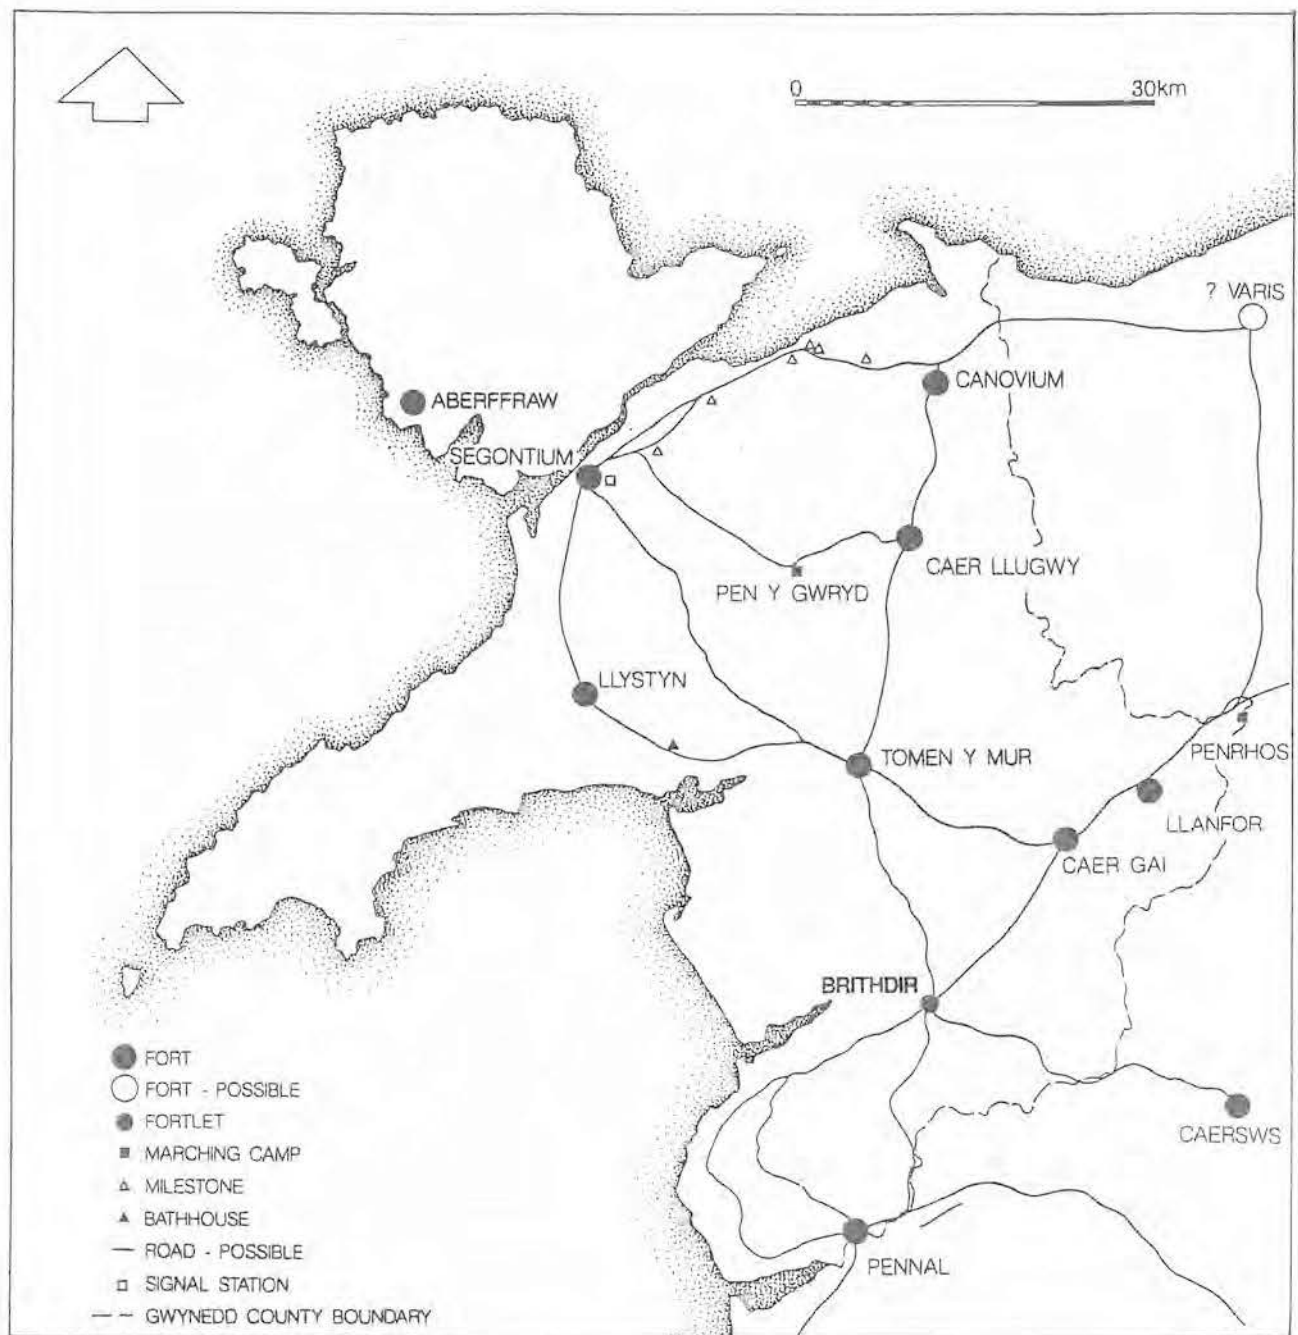 0 30km
? VARIS
CANOVIUM
ABERFFRAW
SEGONTIUM
CAER LLUGWY
PEN Y GWRYD
LLYSTYN
TOMEN Y MUR
PENRHOS
LLANFOR
CAER GAI
BRITHDIR
CAERSWS
PENNAL
FORT
FORT - POSSIBLE
FORTLET
MARCHING CAMP
MILESTONE
BATHHOUSE
ROAD - POSSIBLE
SIGNAL STATION
GWYNEDD COUNTY BOUNDARY